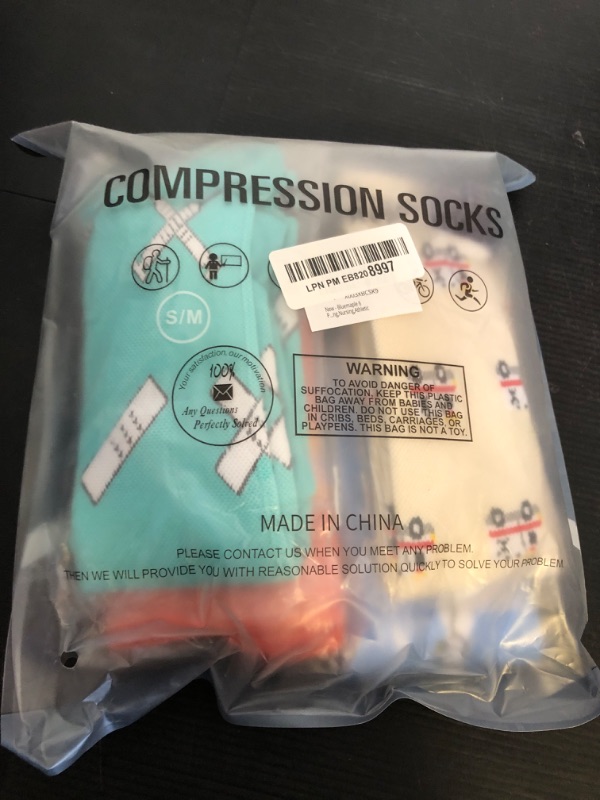 COMPRESSION SOCKS
LPN PM EB820 8997
S/M
Your satisfaction, our motivation
100%
Any Questions
Perfectly Solved
WARNING
TO AVOID DANGER OF
SUFFOCATION, KEEP THIS PLASTIC
BAG AWAY FROM BABIES AND
CHILDREN. DO NOT USE THIS BAG
IN CRIBS, BEDS, CARRIAGES, OR
PLAYPENS. THIS BAG IS NOT A TOY.
MADE IN CHINA
PLEASE CONTACT US WHEN YOU MEET ANY PROBLEM.
THEN WE WILL PROVIDE YOU WITH REASONABLE SOLUTION QUICKLY TO SOLVE YOUR PROBLEM.